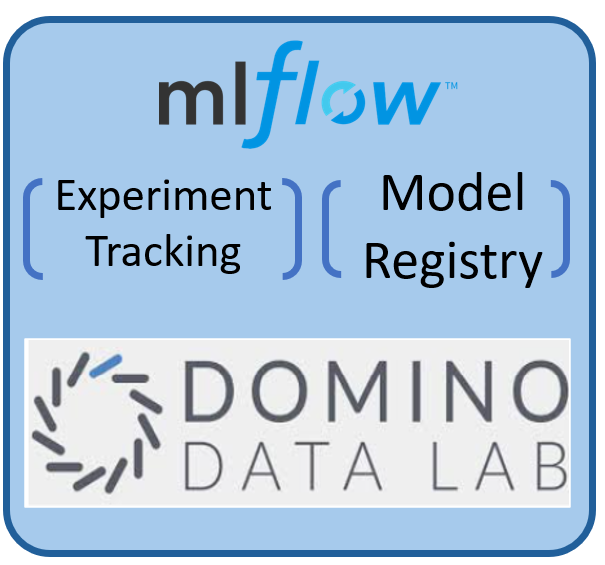 mlflow™
Experiment
Tracking
Model
Registry
DOMINO
DATA LAB